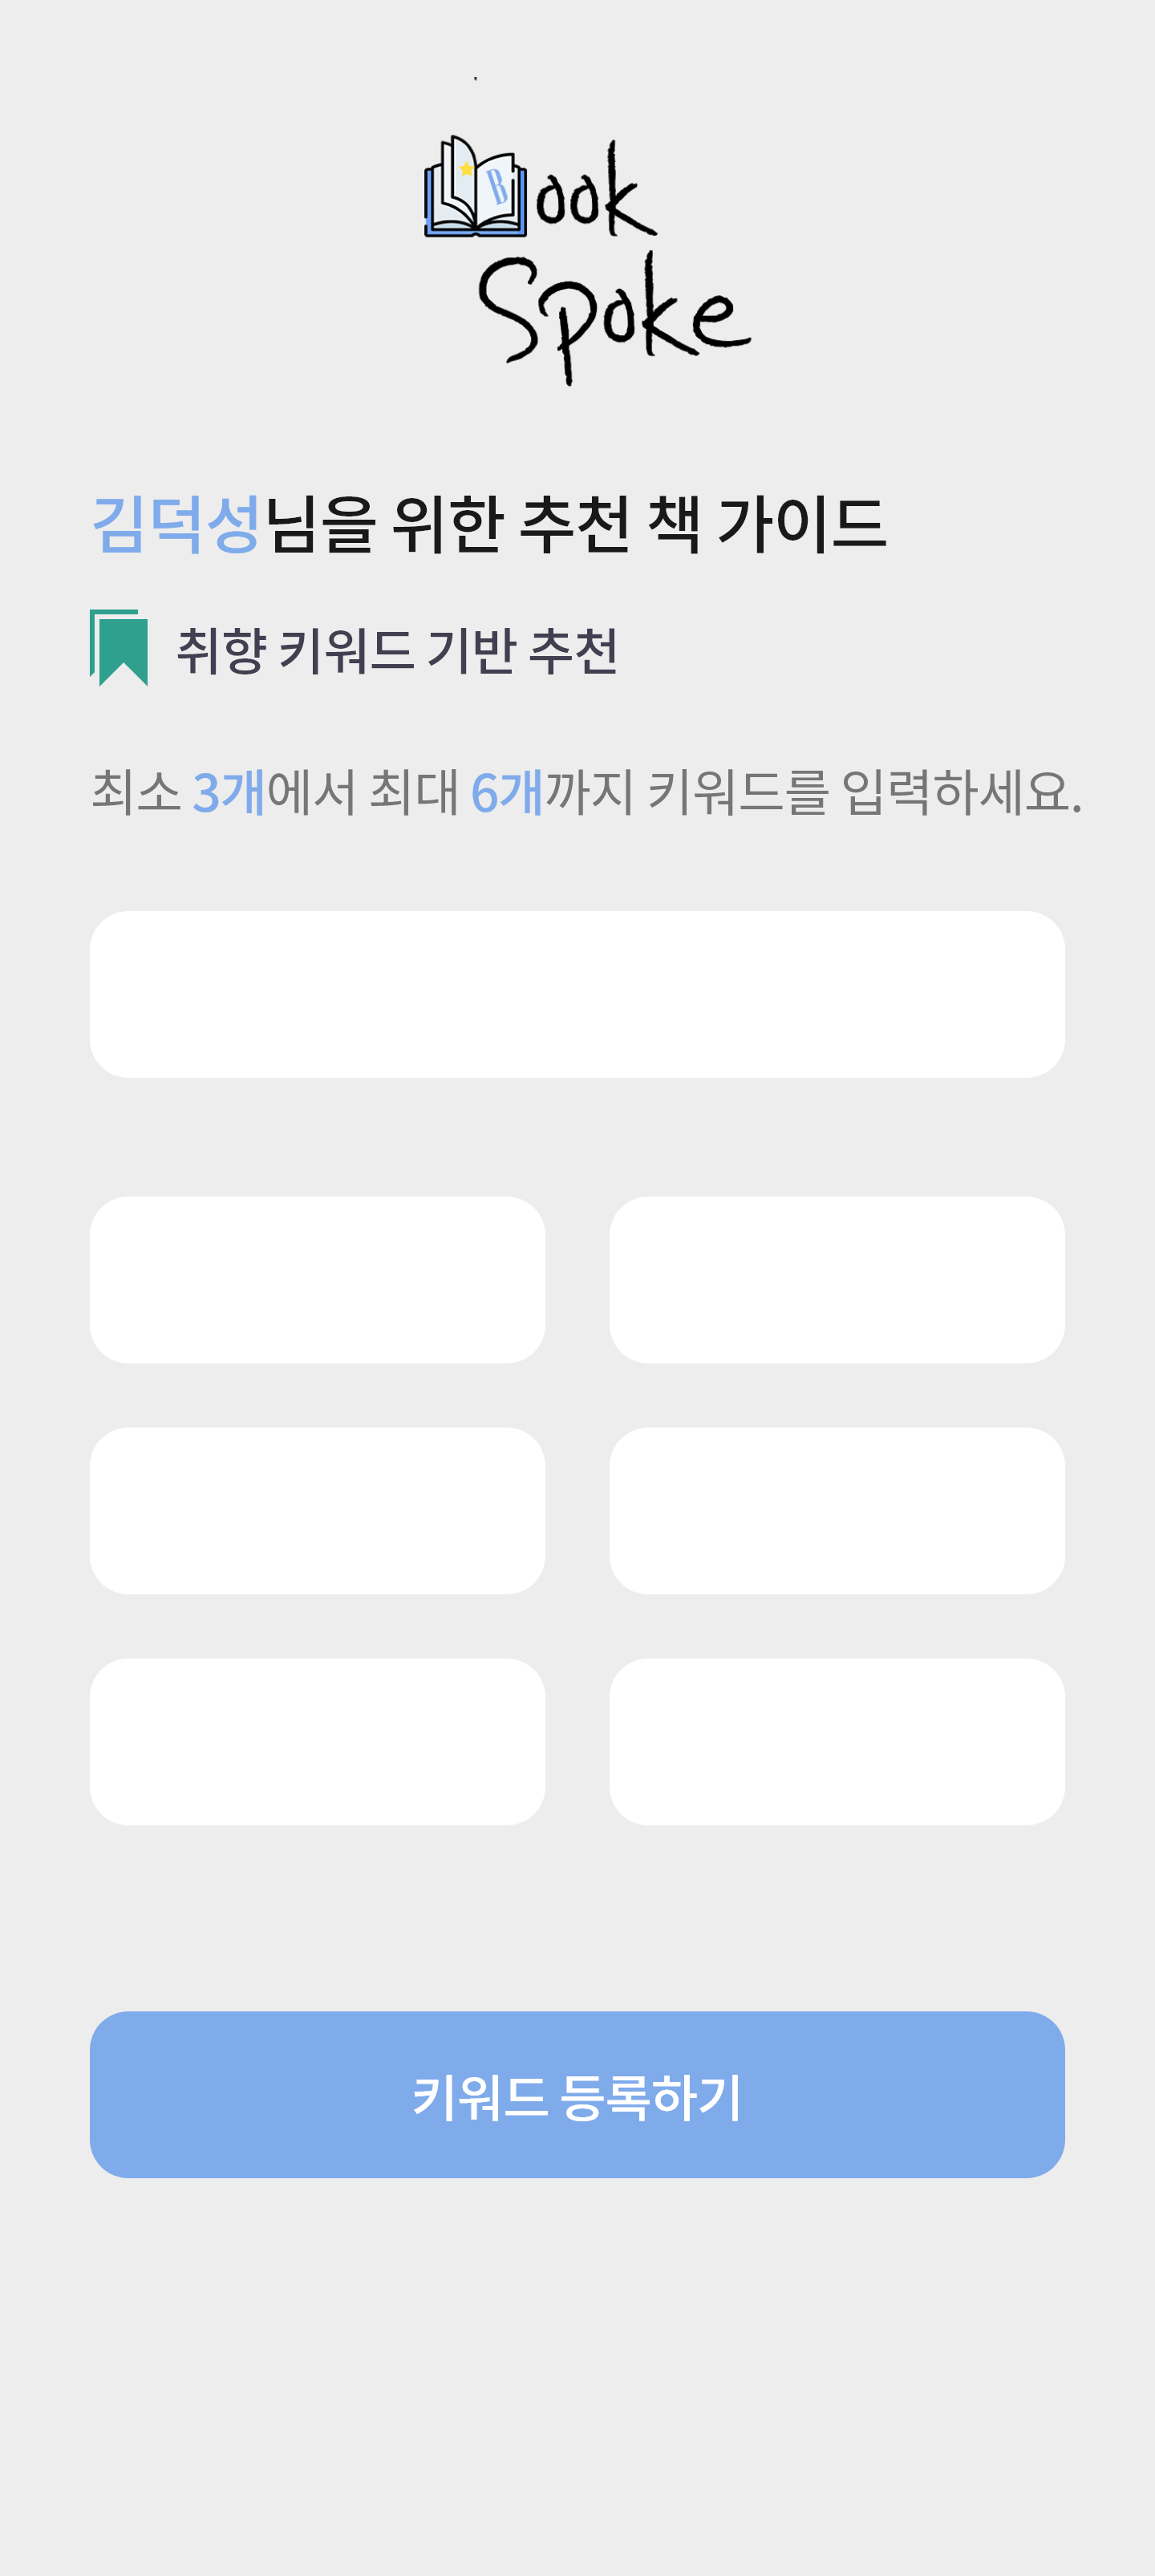 Book
Spoke
김덕성님을 위한 추천 책 가이드
취향 키워드 기반 추천
최소 3개에서 최대 6개까지 키워드를 입력하세요.
키워드 등록하기